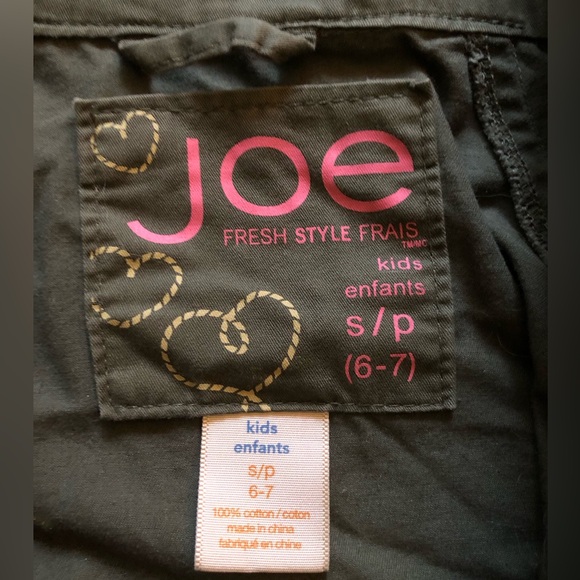 joe
FRESH STYLE FRAIS
TM/MC
kids
enfants
s/p
(6-7)
kids
enfants
s/p
6-7
100% cotton/coton
made in china
fabriqué en chine